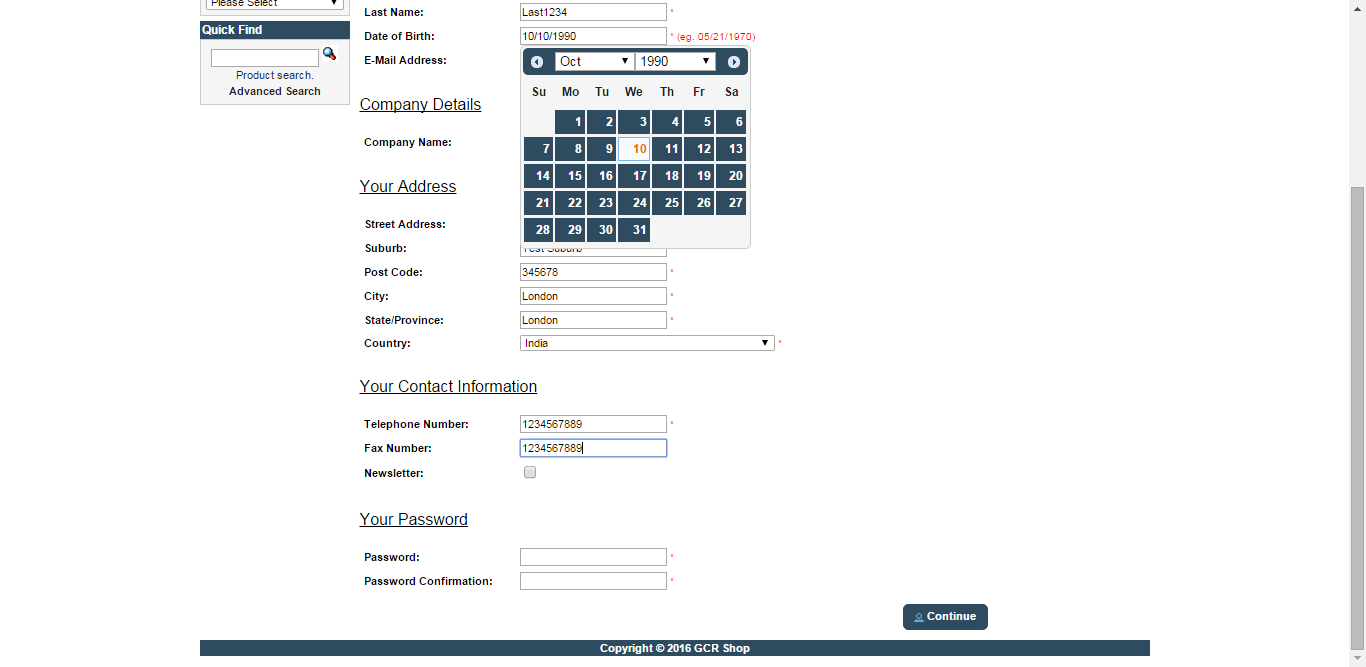 Please Select
Quick Find
Product search.
Advanced Search
Last Name: Last1234 *
Date of Birth: 10/10/1990 * (eg. 05/21/1970)
E-Mail Address:
Oct 1990
Su Mo Tu We Th Fr Sa
1 2 3 4 5 6
7 8 9 10 11 12 13
14 15 16 17 18 19 20
21 22 23 24 25 26 27
28 29 30 31
Company Details
Company Name:
Your Address
Street Address:
Suburb: Test Suburb
Post Code: 345678 *
City: London *
State/Province: London *
Country: India *
Your Contact Information
Telephone Number: 1234567889 *
Fax Number: 1234567889
Newsletter:
Your Password
Password: *
Password Confirmation: *
Continue
Copyright © 2016 GCR Shop